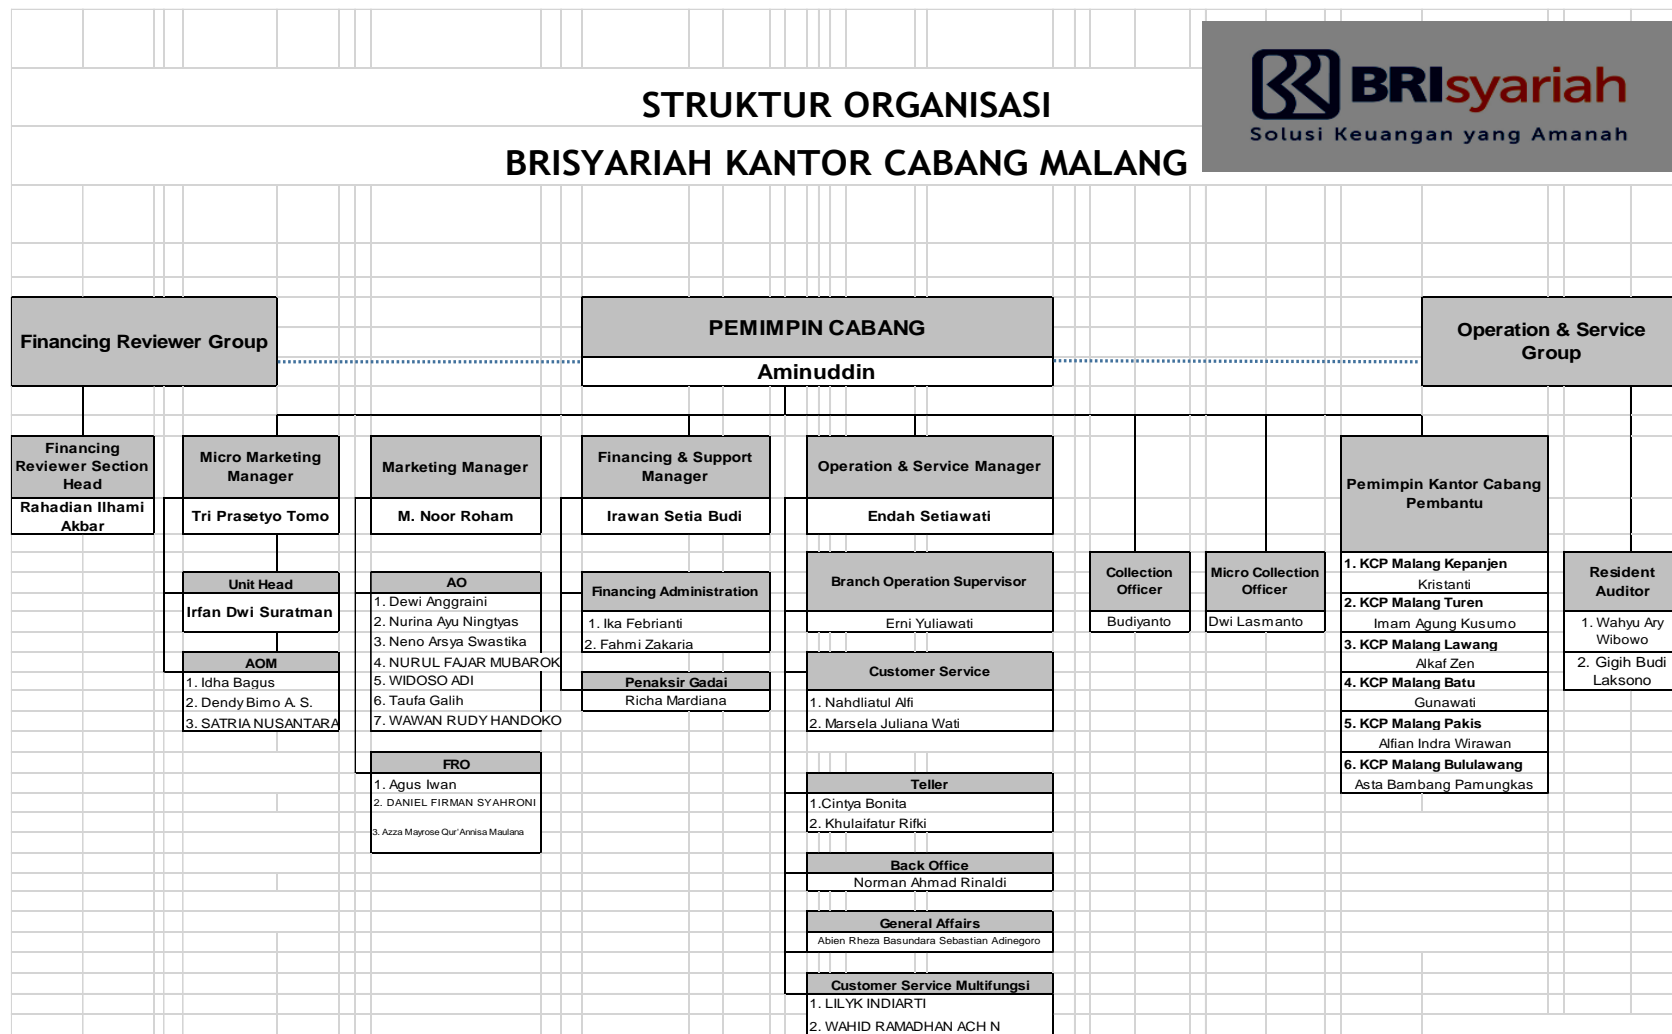 BRIsyariah
Solusi Keuangan yang Amanah
STRUKTUR ORGANISASI
BRISYARIAH KANTOR CABANG MALANG
Financing Reviewer Group
PEMIMPIN CABANG
Aminuddin
Operation & Service
Group
Financing
Reviewer Section
Head
Rahadian Ilhami
Akbar
Micro Marketing
Manager
Tri Prasetyo Tomo
Unit Head
Irfan Dwi Suratman
AOM
1. Idha Bagus
2. Dendy Bimo A. S.
3. SATRIA NUSANTARA
Marketing Manager
M. Noor Roham
AO
1. Dewi Anggraini
2. Nurina Ayu Ningtyas
3. Neno Arsya Swastika
4. NURUL FAJAR MUBAROK
5. WIDOSO ADI
6. Taufa Galih
7. WAWAN RUDY HANDOKO
FRO
1. Agus Iwan
2. DANIEL FIRMAN SYAHRONI
3. Azza Mayrose Qur'Annisa Maulana
Financing & Support
Manager
Irawan Setia Budi
Financing Administration
1. Ika Febrianti
2. Fahmi Zakaria
Penaksir Gadai
Richa Mardiana
Operation & Service Manager
Endah Setiawati
Branch Operation Supervisor
Erni Yuliawati
Customer Service
1. Nahdliatul Alfi
2. Marsela Juliana Wati
Teller
1.Cintya Bonita
2. Khulaifatur Rifki
Back Office
Norman Ahmad Rinaldi
General Affairs
Abien Rheza Basundara Sebastian Adinegoro
Customer Service Multifungsi
1. LILYK INDIARTI
2. WAHID RAMADHAN ACH N
Collection
Officer
Budiyanto
Micro Collection
Officer
Dwi Lasmanto
Pemimpin Kantor Cabang
Pembantu
1. KCP Malang Kepanjen
Kristanti
2. KCP Malang Turen
Imam Agung Kusumo
3. KCP Malang Lawang
Alkaf Zen
4. KCP Malang Batu
Gunawati
5. KCP Malang Pakis
Alfian Indra Wirawan
6. KCP Malang Bululawang
Asta Bambang Pamungkas
Resident
Auditor
1. Wahyu Ary
Wibowo
2. Gigih Budi
Laksono